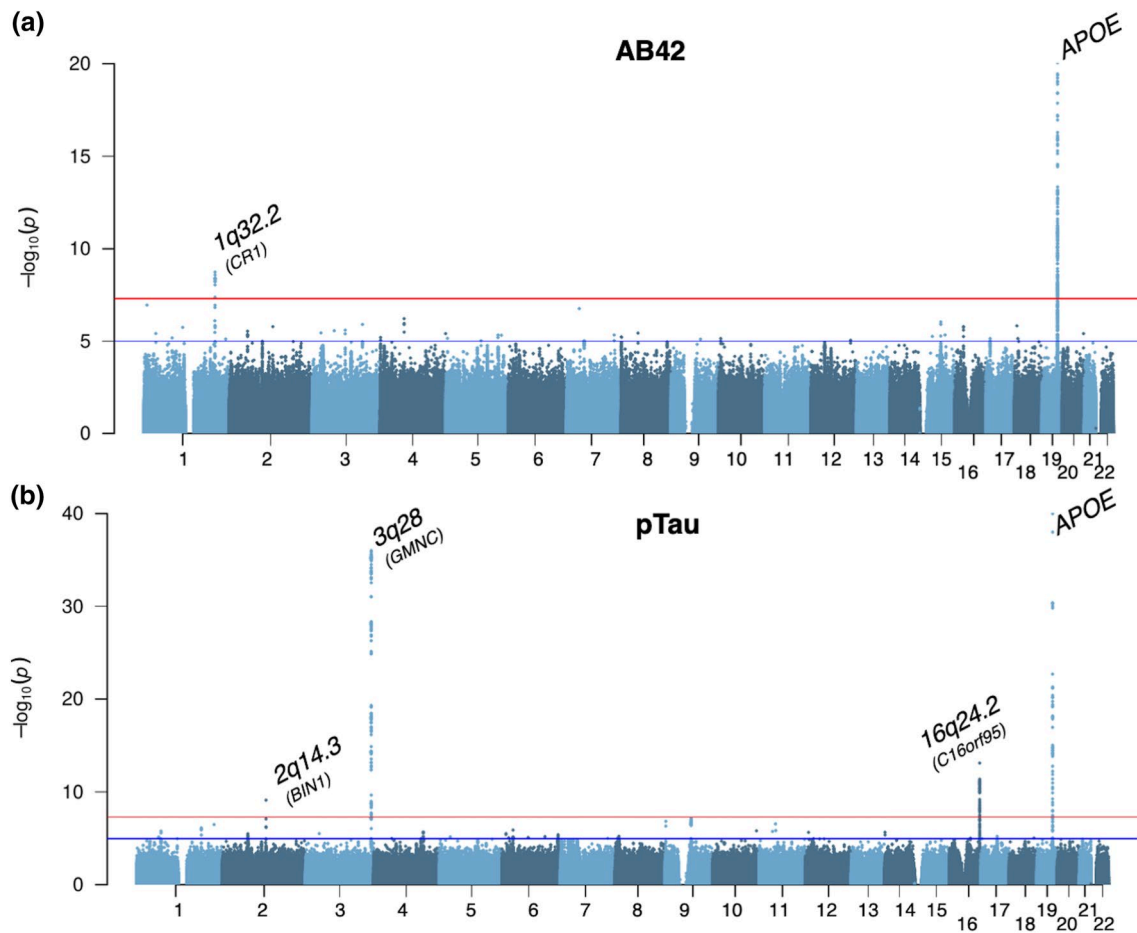 (a)
AB42
APOE
20
15
10
5
0
–log₁₀(p)
1q32.2
(CR1)
1 2 3 4 5 6 7 8 9 10 11 12 13 14 15 16 17 18 19 20 21 22
(b)
pTau
APOE
40
30
20
10
0
–log₁₀(p)
3q28
(GMNC)
2q14.3
(BIN1)
16q24.2
(C16orf95)
1 2 3 4 5 6 7 8 9 10 11 12 13 14 15 16 17 18 19 20 21 22